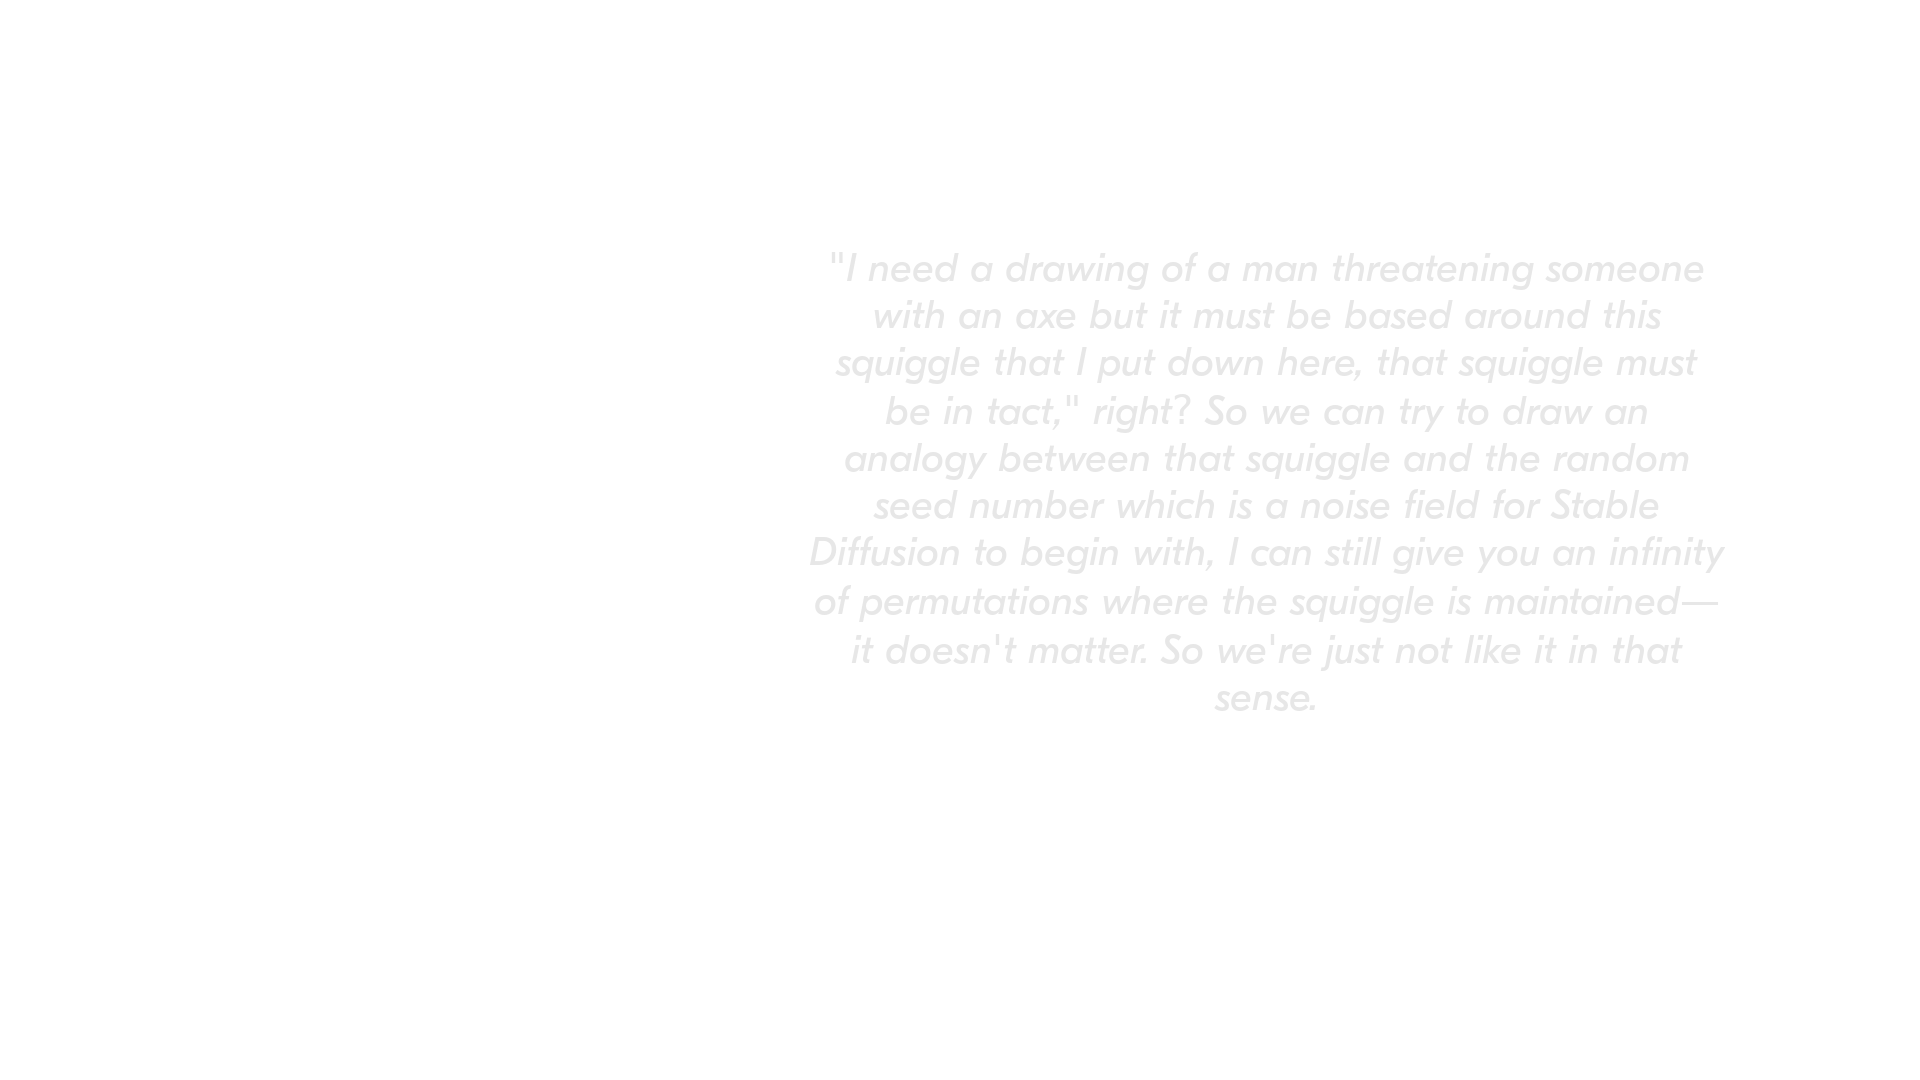 "I need a drawing of a man threatening someone
with an axe but it must be based around this
squiggle that I put down here, that squiggle must
be in tact," right? So we can try to draw an
analogy between that squiggle and the random
seed number which is a noise field for Stable
Diffusion to begin with, I can still give you an infinity
of permutations where the squiggle is maintained—
it doesn't matter. So we're just not like it in that
sense.